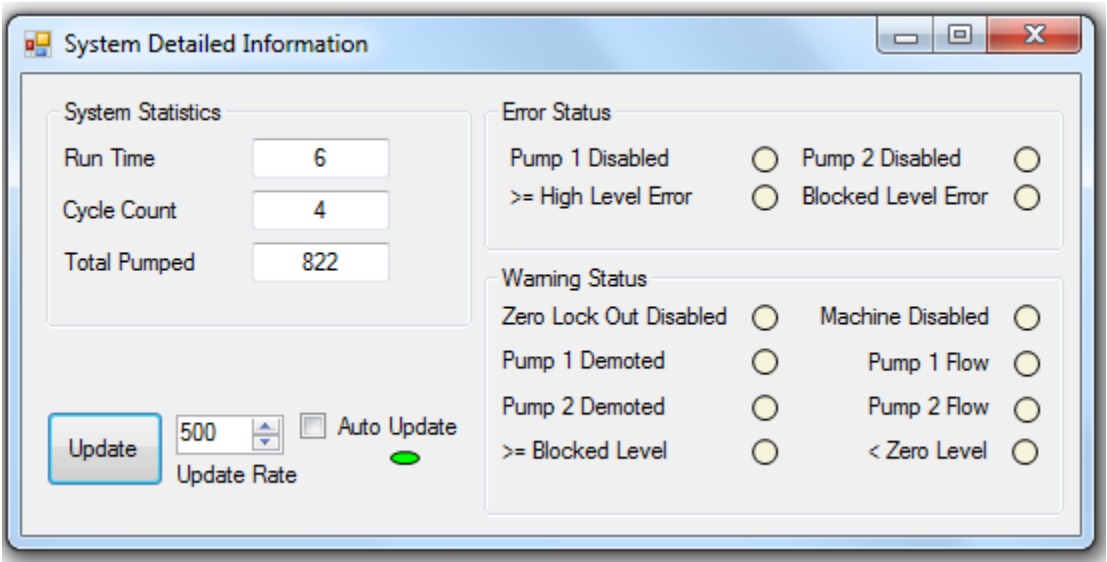 System Detailed Information
System Statistics
Run Time 6
Cycle Count 4
Total Pumped 822
Update
500
Update Rate
Auto Update
Error Status
Pump 1 Disabled Pump 2 Disabled
>= High Level Error Blocked Level Error
Warning Status
Zero Lock Out Disabled Machine Disabled
Pump 1 Demoted Pump 1 Flow
Pump 2 Demoted Pump 2 Flow
>= Blocked Level < Zero Level